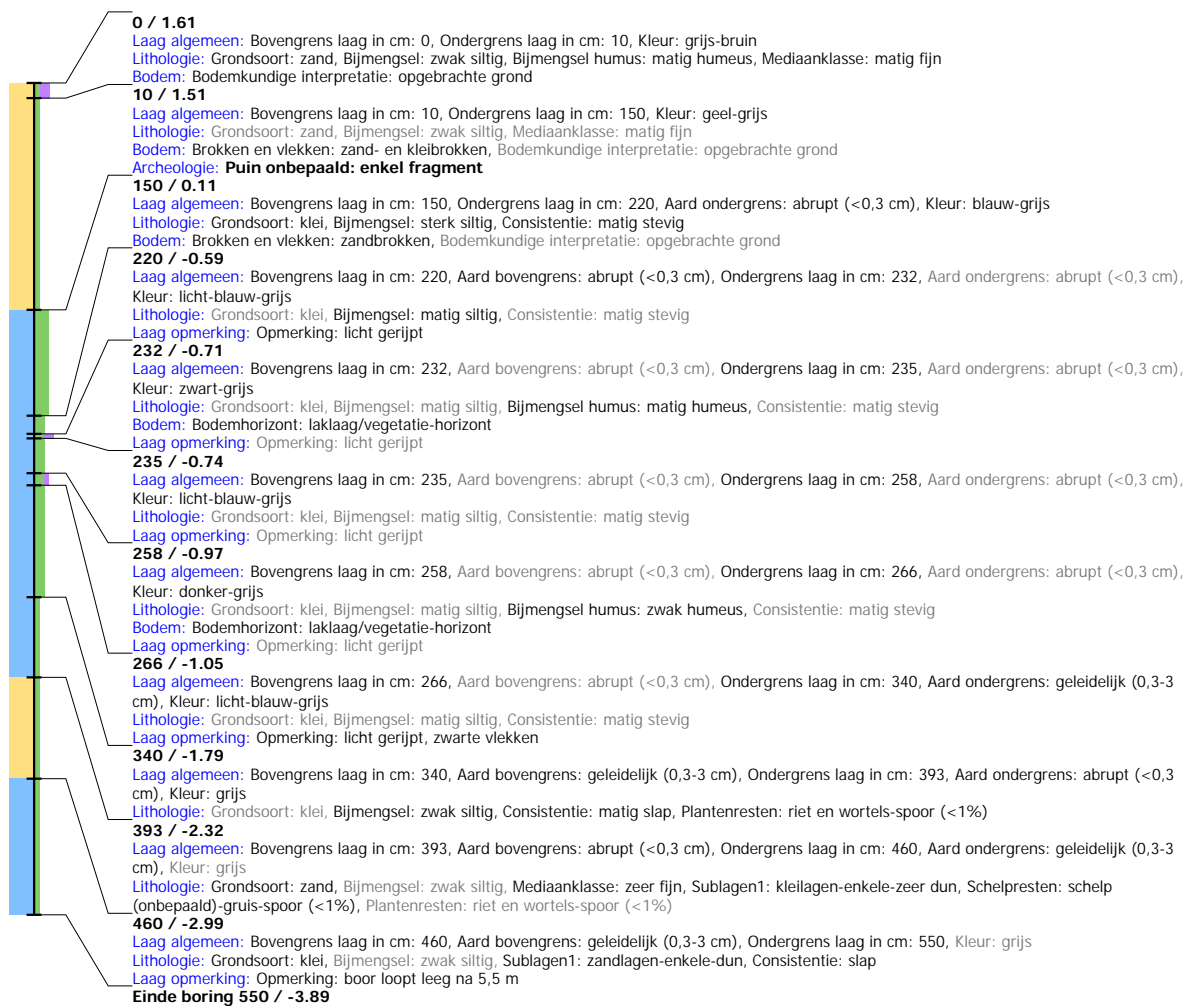 0 / 1.61
Laag algemeen: Bovengrens laag in cm: 0, Ondergrens laag in cm: 10, Kleur: grijs-bruin
Lithologie: Grondsoort: zand, Bijmengsel: zwak siltig, Bijmengsel humus: matig humeus, Mediaanklasse: matig fijn
Bodem: Bodemkundige interpretatie: opgebrachte grond
10 / 1.51
Laag algemeen: Bovengrens laag in cm: 10, Ondergrens laag in cm: 150, Kleur: geel-grijs
Lithologie: Grondsoort: zand, Bijmengsel: zwak siltig, Mediaanklasse: matig fijn
Bodem: Brokken en vlekken: zand- en kleibrokken, Bodemkundige interpretatie: opgebrachte grond
Archeologie: Puin onbepaald: enkel fragment
150 / 0.11
Laag algemeen: Bovengrens laag in cm: 150, Ondergrens laag in cm: 220, Aard ondergrens: abrupt (<0,3 cm), Kleur: blauw-grijs
Lithologie: Grondsoort: klei, Bijmengsel: sterk siltig, Consistentie: matig stevig
Bodem: Brokken en vlekken: zandbrokken, Bodemkundige interpretatie: opgebrachte grond
220 / -0.59
Laag algemeen: Bovengrens laag in cm: 220, Aard bovengrens: abrupt (<0,3 cm), Ondergrens laag in cm: 232, Aard ondergrens: abrupt (<0,3 cm),
Kleur: licht-blauw-grijs
Lithologie: Grondsoort: klei, Bijmengsel: matig siltig, Consistentie: matig stevig
Laag opmerking: Opmerking: licht gerijpt
232 / -0.71
Laag algemeen: Bovengrens laag in cm: 232, Aard bovengrens: abrupt (<0,3 cm), Ondergrens laag in cm: 235, Aard ondergrens: abrupt (<0,3 cm),
Kleur: zwart-grijs
Lithologie: Grondsoort: klei, Bijmengsel: matig siltig, Bijmengsel humus: matig humeus, Consistentie: matig stevig
Bodem: Bodemhorizont: laklaag/vegetatie-horizont
Laag opmerking: Opmerking: licht gerijpt
235 / -0.74
Laag algemeen: Bovengrens laag in cm: 235, Aard bovengrens: abrupt (<0,3 cm), Ondergrens laag in cm: 258, Aard ondergrens: abrupt (<0,3 cm),
Kleur: licht-blauw-grijs
Lithologie: Grondsoort: klei, Bijmengsel: matig siltig, Consistentie: matig stevig
Laag opmerking: Opmerking: licht gerijpt
258 / -0.97
Laag algemeen: Bovengrens laag in cm: 258, Aard bovengrens: abrupt (<0,3 cm), Ondergrens laag in cm: 266, Aard ondergrens: abrupt (<0,3 cm),
Kleur: donker-grijs
Lithologie: Grondsoort: klei, Bijmengsel: matig siltig, Bijmengsel humus: zwak humeus, Consistentie: matig stevig
Bodem: Bodemhorizont: laklaag/vegetatie-horizont
Laag opmerking: Opmerking: licht gerijpt
266 / -1.05
Laag algemeen: Bovengrens laag in cm: 266, Aard bovengrens: abrupt (<0,3 cm), Ondergrens laag in cm: 340, Aard ondergrens: geleidelijk (0,3-3
cm), Kleur: licht-blauw-grijs
Lithologie: Grondsoort: klei, Bijmengsel: matig siltig, Consistentie: matig stevig
Laag opmerking: Opmerking: licht gerijpt, zwarte vlekken
340 / -1.79
Laag algemeen: Bovengrens laag in cm: 340, Aard bovengrens: geleidelijk (0,3-3 cm), Ondergrens laag in cm: 393, Aard ondergrens: abrupt (<0,3
cm), Kleur: grijs
Lithologie: Grondsoort: klei, Bijmengsel: zwak siltig, Consistentie: matig slap, Plantenresten: riet en wortels-spoor (<1%)
393 / -2.32
Laag algemeen: Bovengrens laag in cm: 393, Aard bovengrens: abrupt (<0,3 cm), Ondergrens laag in cm: 460, Aard ondergrens: geleidelijk (0,3-3
cm), Kleur: grijs
Lithologie: Grondsoort: zand, Bijmengsel: zwak siltig, Mediaanklasse: zeer fijn, Sublagen1: kleilagen-enkele-zeer dun, Schelpresten: schelp
(onbepaald)-gruis-spoor (<1%), Plantenresten: riet en wortels-spoor (<1%)
460 / -2.99
Laag algemeen: Bovengrens laag in cm: 460, Aard bovengrens: geleidelijk (0,3-3 cm), Ondergrens laag in cm: 550, Kleur: grijs
Lithologie: Grondsoort: klei, Bijmengsel: zwak siltig, Sublagen1: zandlagen-enkele-dun, Consistentie: slap
Laag opmerking: Opmerking: boor loopt leeg na 5,5 m
Einde boring 550 / -3.89